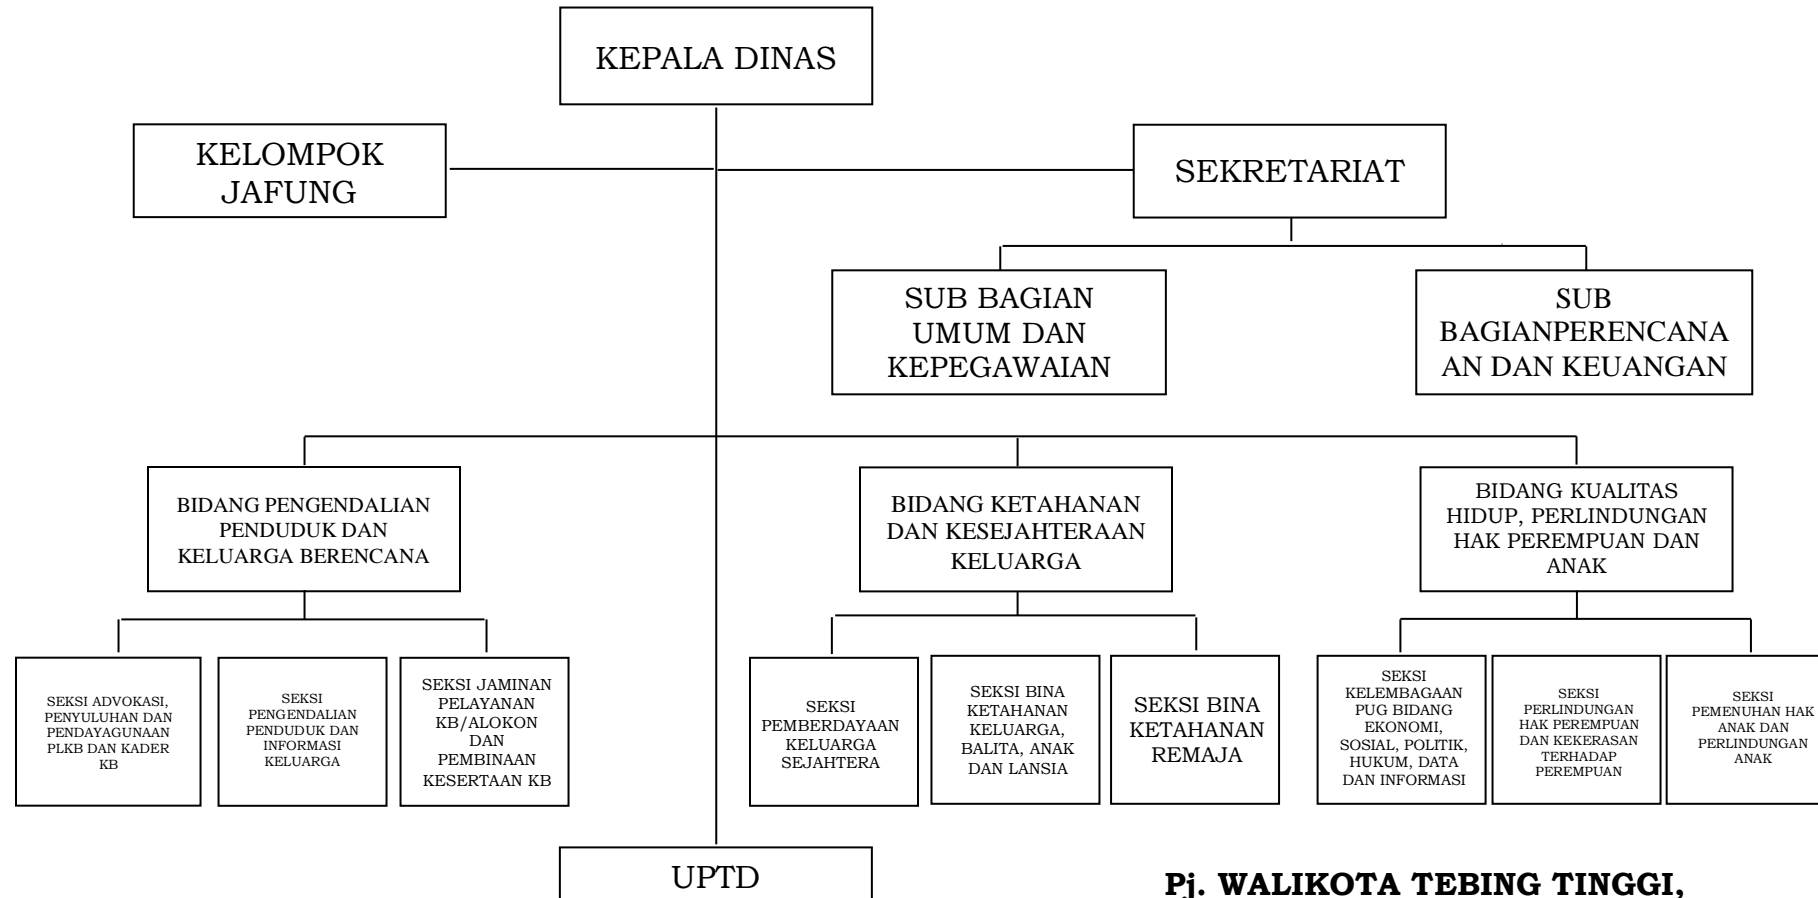 KEPALA DINAS
KELOMPOK
JAFUNG
SEKRETARIAT
SUB BAGIAN
UMUM DAN
KEPEGAWAIAN
SUB
BAGIANPERENCANA
AN DAN KEUANGAN
BIDANG PENGENDALIAN
PENDUDUK DAN
KELUARGA BERENCANA
BIDANG KETAHANAN
DAN KESEJAHTERAAN
KELUARGA
BIDANG KUALITAS
HIDUP, PERLINDUNGAN
HAK PEREMPUAN DAN
ANAK
SEKSI ADVOKASI,
PENYULUHAN DAN
PENDAYAGUNAAN
PLKB DAN KADER
KB
SEKSI
PENGENDALIAN
PENDUDUK DAN
INFORMASI
KELUARGA
SEKSI JAMINAN
PELAYANAN
KB/ALOKON
DAN
PEMBINAAN
KESERTAAN KB
SEKSI
PEMBERDAYAAN
KELUARGA
SEJAHTERA
SEKSI BINA
KETAHANAN
KELUARGA,
BALITA, ANAK
DAN LANSIA
SEKSI BINA
KETAHANAN
REMAJA
SEKSI
KELEMBAGAAN
PUG BIDANG
EKONOMI,
SOSIAL, POLITIK,
HUKUM, DATA
DAN INFORMASI
SEKSI
PERLINDUNGAN
HAK PEREMPUAN
DAN KEKERASAN
TERHADAP
PEREMPUAN
SEKSI
PEMENUHAN HAK
ANAK DAN
PERLINDUNGAN
ANAK
UPTD
Pj. WALIKOTA TEBING TINGGI,